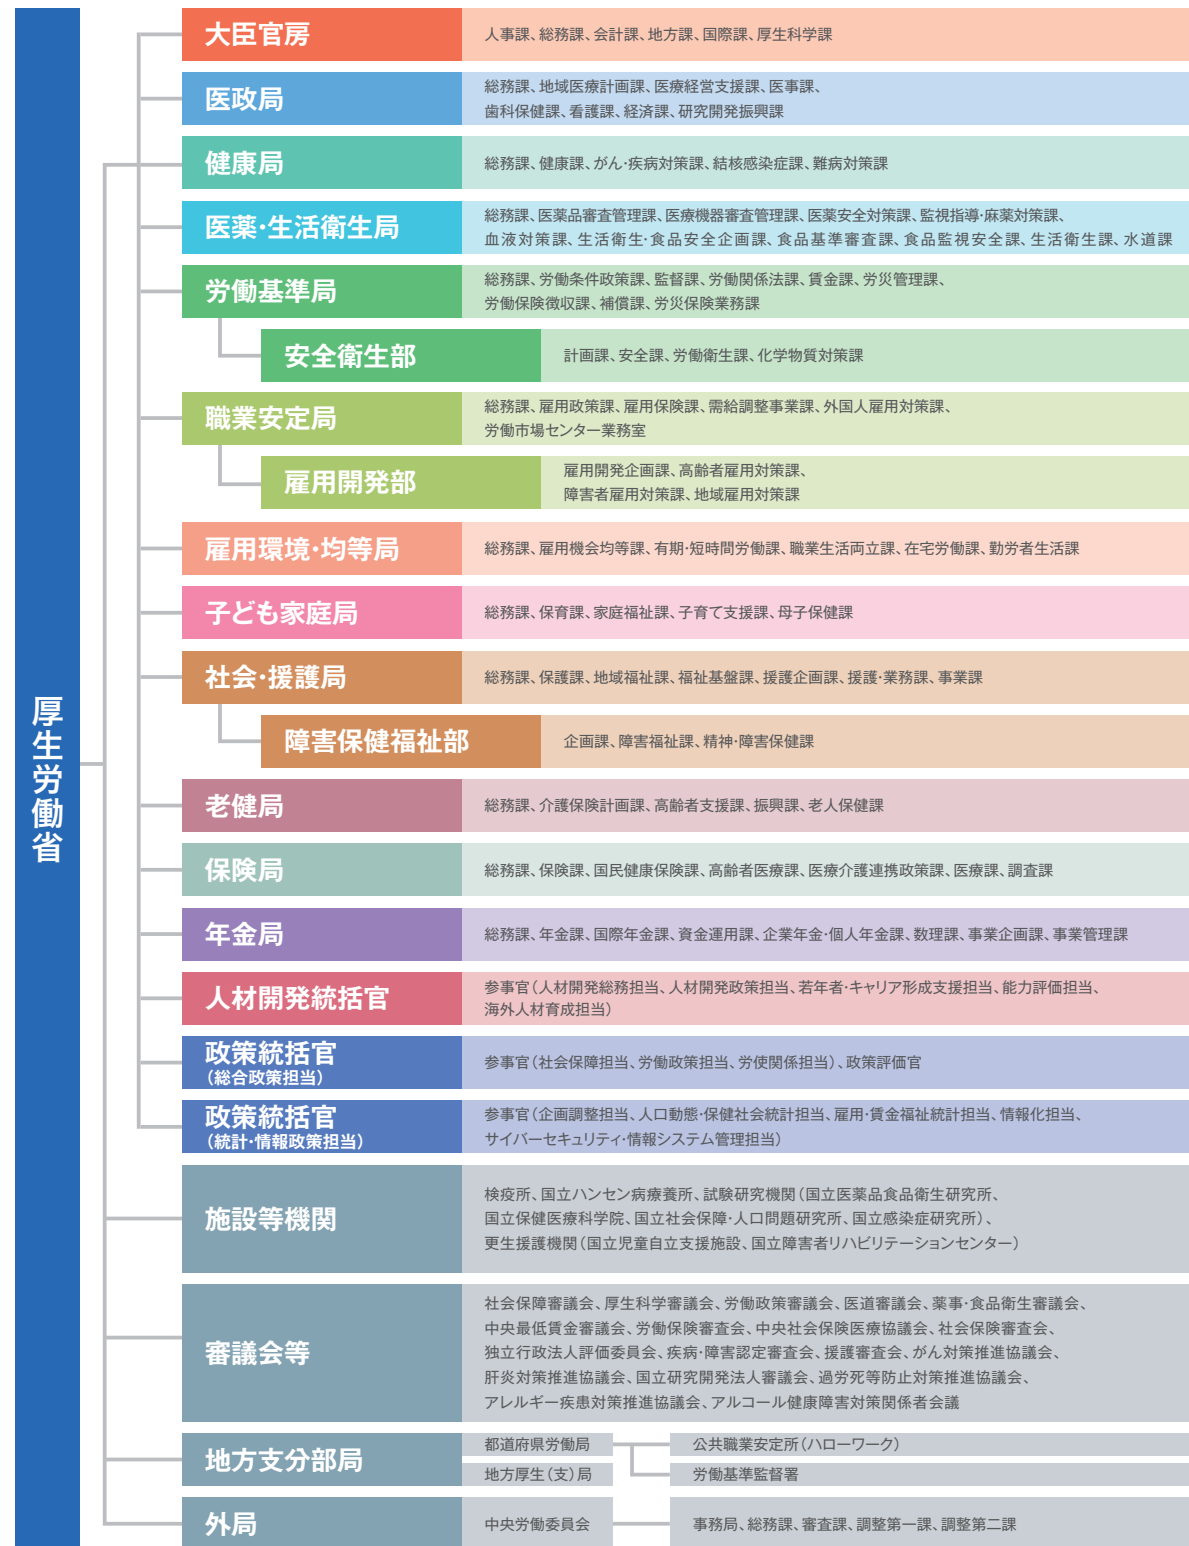 厚生労働省
大臣官房
人事課、総務課、会計課、地方課、国際課、厚生科学課
医政局
総務課、地域医療計画課、医療経営支援課、医事課、
歯科保健課、看護課、経済課、研究開発振興課
健康局
総務課、健康課、がん・疾病対策課、結核感染症課、難病対策課
医薬・生活衛生局
総務課、医薬品審査管理課、医療機器審査管理課、医薬安全対策課、監視指導・麻薬対策課、
血液対策課、生活衛生・食品安全企画課、食品基準審査課、食品監視安全課、生活衛生課、水道課
労働基準局
総務課、労働条件政策課、監督課、労働関係法課、賃金課、労災管理課、
労働保険徴収課、補償課、労災保険業務課
安全衛生部
計画課、安全課、労働衛生課、化学物質対策課
職業安定局
総務課、雇用政策課、雇用保険課、需給調整事業課、外国人雇用対策課、
労働市場センター業務室
雇用開発部
雇用開発企画課、高齢者雇用対策課、
障害者雇用対策課、地域雇用対策課
雇用環境・均等局
総務課、雇用機会均等課、有期・短時間労働課、職業生活両立課、在宅労働課、勤労者生活課
子ども家庭局
総務課、保育課、家庭福祉課、子育て支援課、母子保健課
社会・援護局
総務課、保護課、地域福祉課、福祉基盤課、援護企画課、援護・業務課、事業課
障害保健福祉部
企画課、障害福祉課、精神・障害保健課
老健局
総務課、介護保険計画課、高齢者支援課、振興課、老人保健課
保険局
総務課、保険課、国民健康保険課、高齢者医療課、医療介護連携政策課、医療課、調査課
年金局
総務課、年金課、国際年金課、資金運用課、企業年金・個人年金課、数理課、事業企画課、事業管理課
人材開発統括官
参事官（人材開発総務担当、人材開発政策担当、若年者・キャリア形成支援担当、能力評価担当、
海外人材育成担当）
政策統括官
（総合政策担当）
参事官（社会保障担当、労働政策担当、労使関係担当）、政策評価官
政策統括官
（統計・情報政策担当）
参事官（企画調整担当、人口動態・保健社会統計担当、雇用・賃金福祉統計担当、情報化担当、
サイバーセキュリティ・情報システム管理担当）
施設等機関
検疫所、国立ハンセン病療養所、試験研究機関（国立医薬品食品衛生研究所、
国立保健医療科学院、国立社会保障・人口問題研究所、国立感染症研究所）、
更生援護機関（国立児童自立支援施設、国立障害者リハビリテーションセンター）
審議会等
社会保障審議会、厚生科学審議会、労働政策審議会、医道審議会、薬事・食品衛生審議会、
中央最低賃金審議会、労働保険審査会、中央社会保険医療協議会、社会保険審査会、
独立行政法人評価委員会、疾病・障害認定審査会、援護審査会、がん対策推進協議会、
肝炎対策推進協議会、国立研究開発法人審議会、過労死等防止対策推進協議会、
アレルギー疾患対策推進協議会、アルコール健康障害対策関係者会議
地方支分部局
都道府県労働局
公共職業安定所（ハローワーク）
地方厚生（支）局
労働基準監督署
外局
中央労働委員会
事務局、総務課、審査課、調整第一課、調整第二課